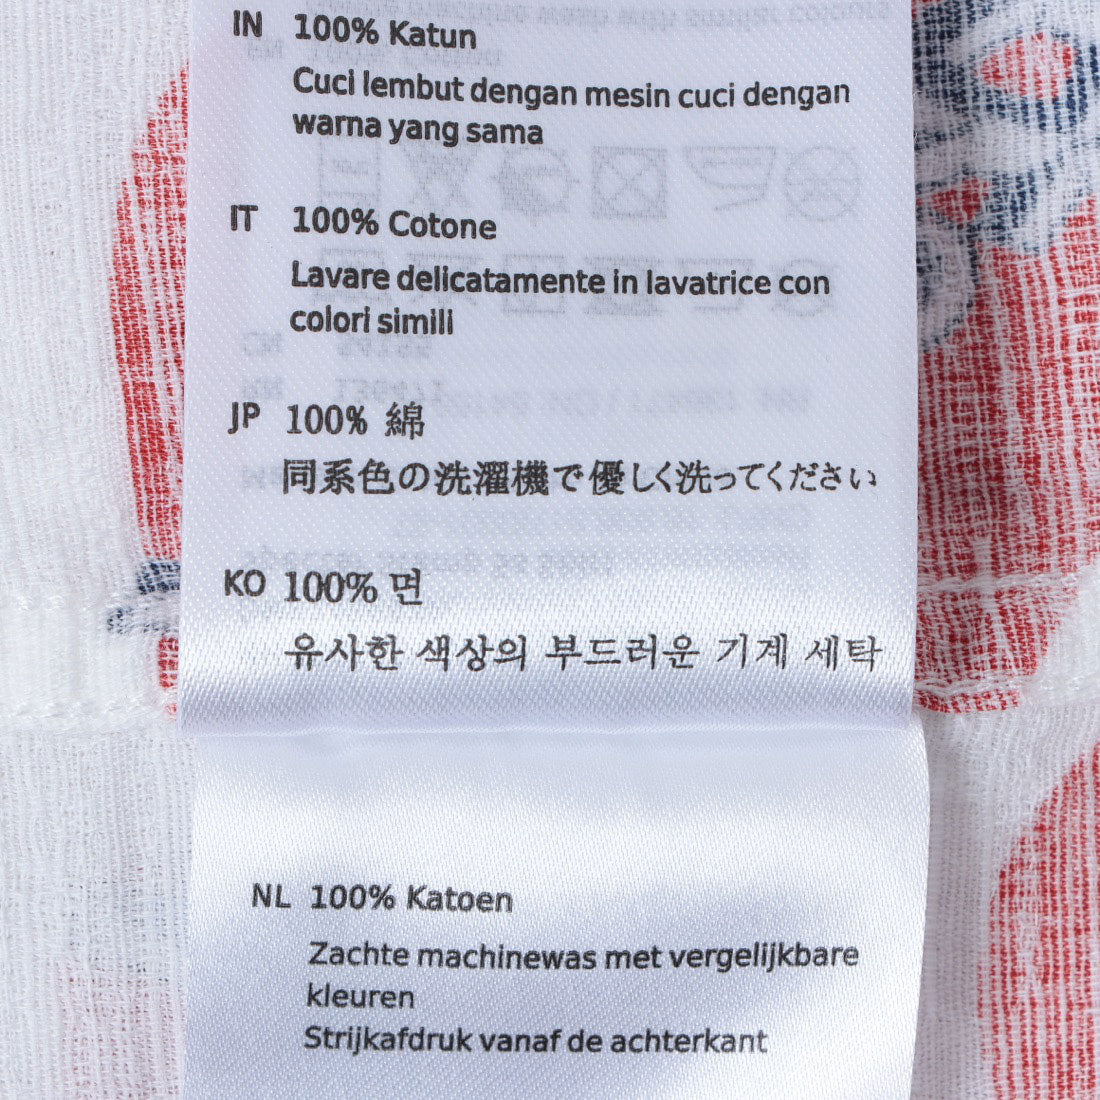 IN 100% Katun
Cuci lembut dengan mesin cuci dengan
warna yang sama
IT 100% Cotone
Lavare delicatamente in lavatrice con
colori simili
JP 100% 綿
同系色の洗濯機で優しく洗ってください
KO 100% 면
유사한 색상의 부드러운 기계 세탁
NL 100% Katoen
Zachte machinewas met vergelijkbare
kleuren
Strijkafdruk vanaf de achterkant